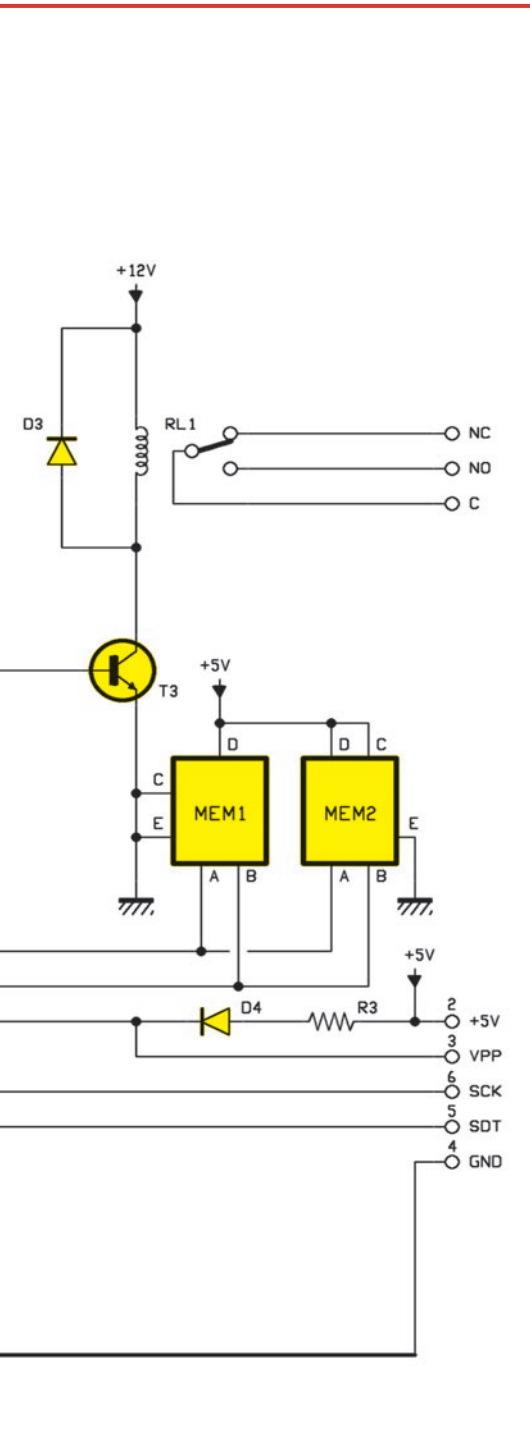 +12V
D3
RL1
NC
NO
C
T3
+5V
D
D
C
C
E
MEM1
MEM2
E
A
B
A
B
+5V
D4
R3
2
+5V
3
VPP
6
SCK
5
SDT
4
GND